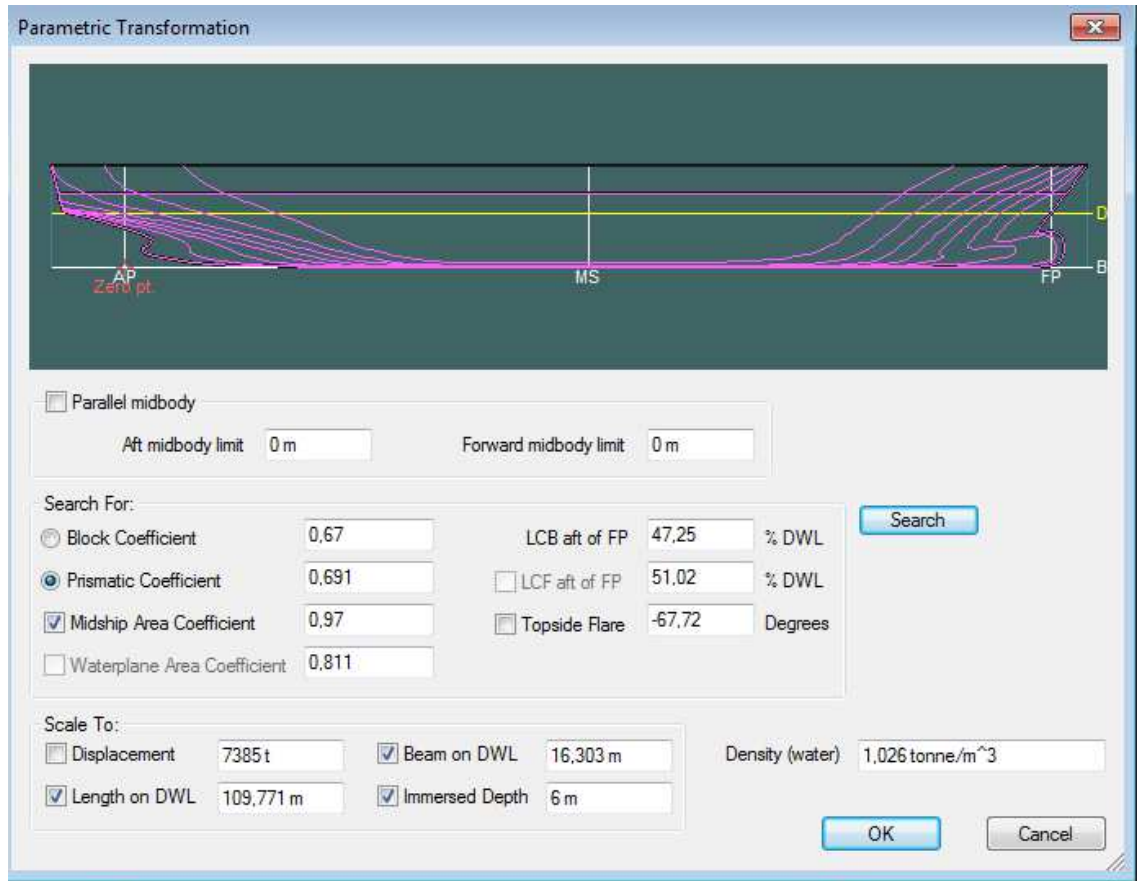 Parametric Transformation
D
B
AP
MS
FP
Zero pt.
Parallel midbody
Aft midbody limit 0 m Forward midbody limit 0 m
Search For:
Block Coefficient 0,67 LCB aft of FP 47,25 % DWL
Search
Prismatic Coefficient 0,691 LCF aft of FP 51,02 % DWL
Midship Area Coefficient 0,97 Topside Flare -67,72 Degrees
Waterplane Area Coefficient 0,811
Scale To:
Displacement 7385 t Beam on DWL 16,303 m Density (water) 1,026 tonne/m^3
Length on DWL 109,771 m Immersed Depth 6 m
OK Cancel